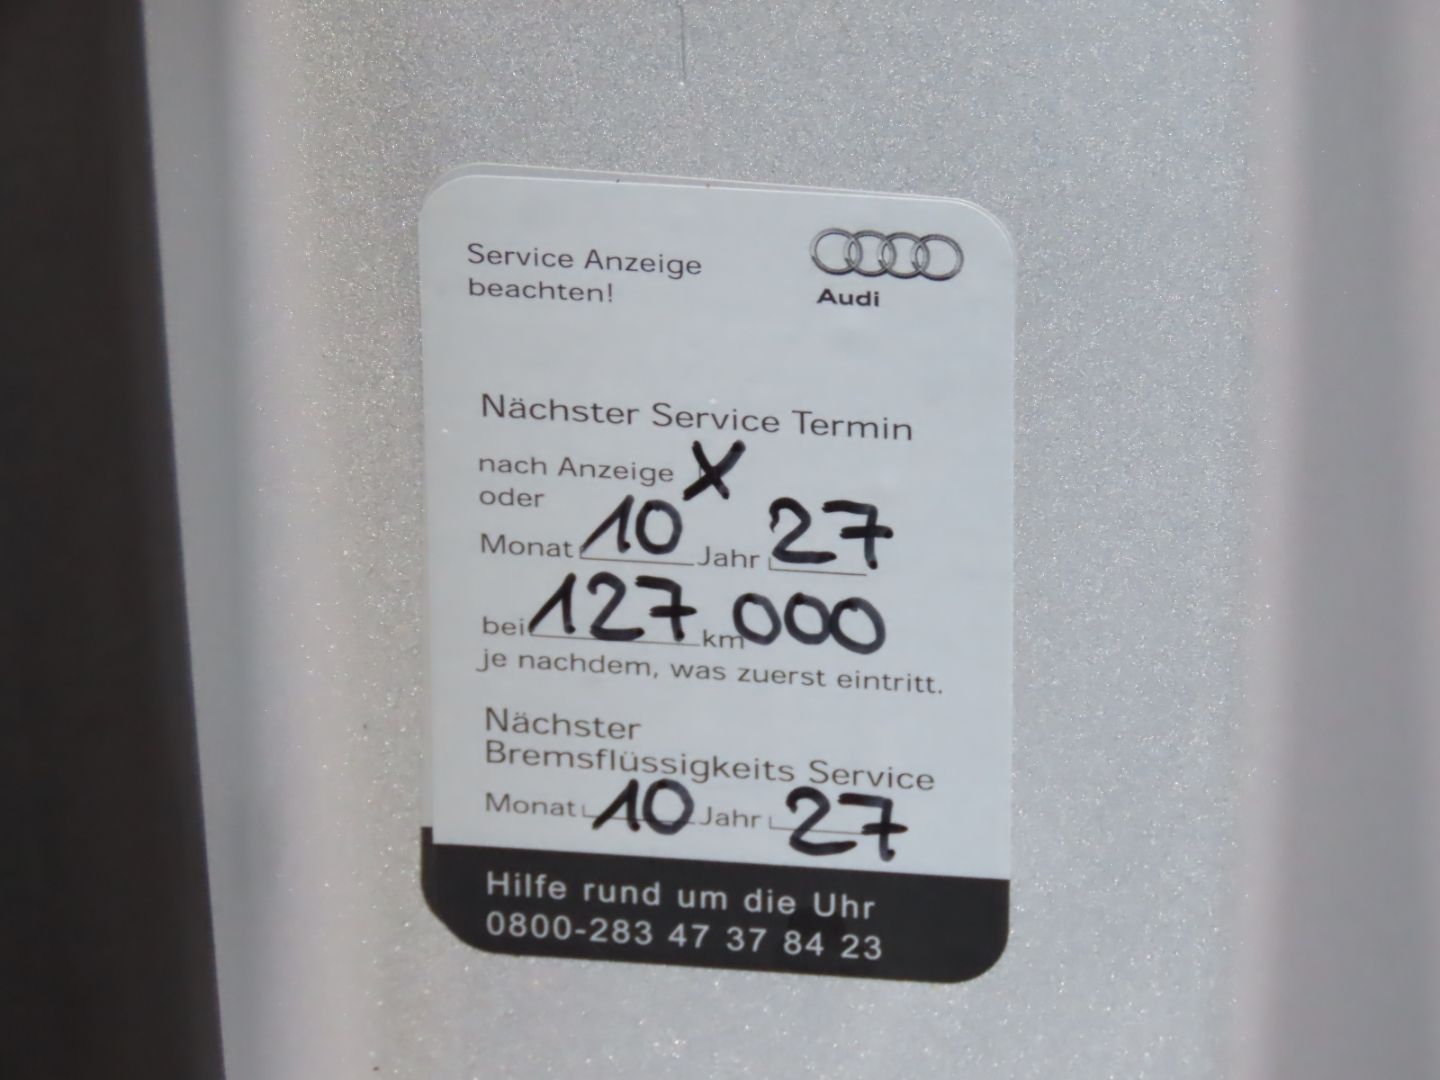 Service Anzeige
beachten!
Audi
Nächster Service Termin
nach Anzeige X
oder
Monat 10 Jahr 27
bei 127 km 000
je nachdem, was zuerst eintritt.
Nächster
Bremsflüssigkeits Service
Monat 10 Jahr 27
Hilfe rund um die Uhr
0800-283 47 37 84 23